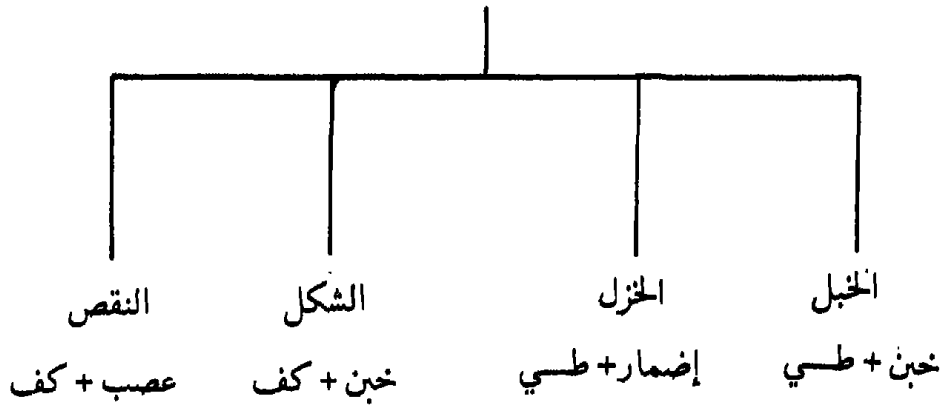 الخبل
خبن + طي
الخزل
إضمار + طي
الشكل
خبن + كف
النقص
عصب + كف